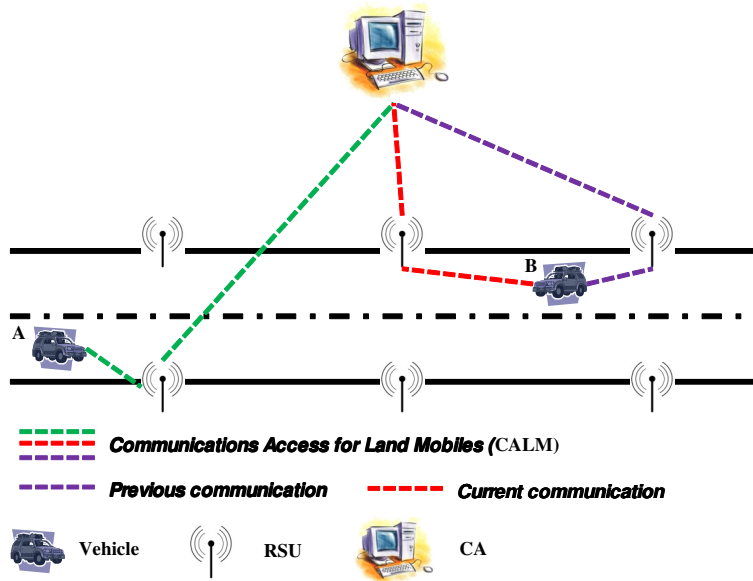 B
A
Communications Access for Land Mobiles (CALM)
Previous communication
Current communication
Vehicle
RSU
CA